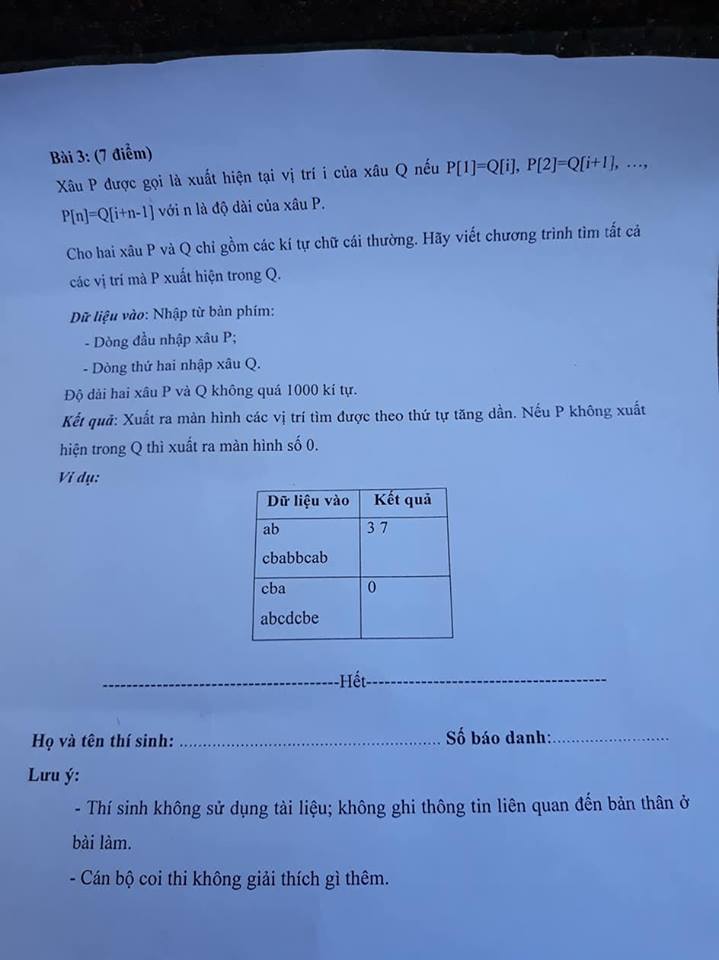 Bài 3: (7 điểm)
Xâu P được gọi là xuất hiện tại vị trí i của xâu Q nếu P[1]=Q[i], P[2]=Q[i+1], …,
P[n]=Q[i+n-1] với n là độ dài của xâu P.
Cho hai xâu P và Q chỉ gồm các kí tự chữ cái thường. Hãy viết chương trình tìm tất cả
các vị trí mà P xuất hiện trong Q.
Dữ liệu vào: Nhập từ bàn phím:
- Dòng đầu nhập xâu P;
- Dòng thứ hai nhập xâu Q.
Độ dài hai xâu P và Q không quá 1000 kí tự.
Kết quả: Xuất ra màn hình các vị trí tìm được theo thứ tự tăng dần. Nếu P không xuất
hiện trong Q thì xuất ra màn hình số 0.
Ví dụ:
Dữ liệu vào Kết quả
ab 3 7
cbabbcab
cba 0
abcdcbe
----------------------------------------Hết----------------------------------------
Họ và tên thí sinh: .................................................... Số báo danh:.......................
Lưu ý:
- Thí sinh không sử dụng tài liệu; không ghi thông tin liên quan đến bản thân ở
bài làm.
- Cán bộ coi thi không giải thích gì thêm.